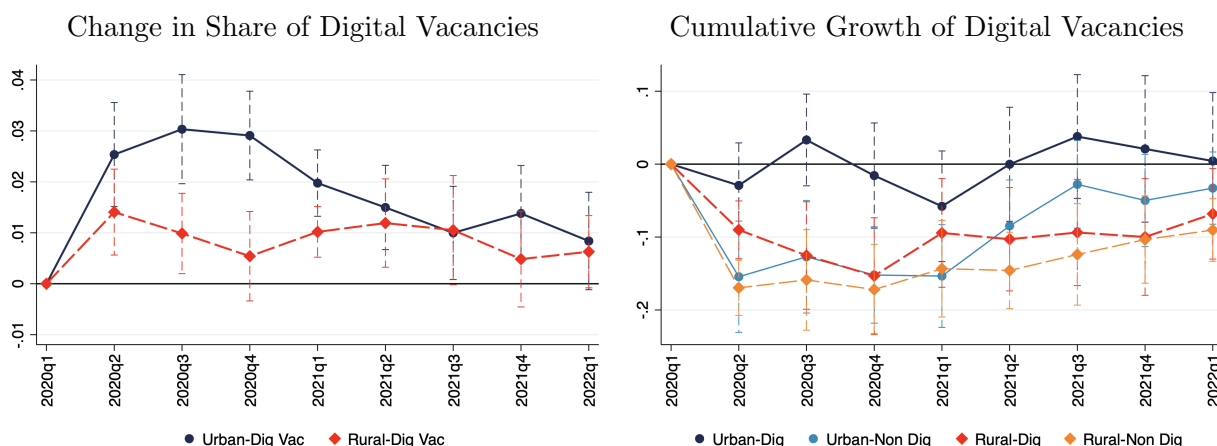 Change in Share of Digital Vacancies
.04
.03
.02
.01
0
-.01
2020q1
2020q2
2020q3
2020q4
2021q1
2021q2
2021q3
2021q4
2022q1
Urban-Dig Vac
Rural-Dig Vac
Cumulative Growth of Digital Vacancies
.1
0
-.1
-.2
2020q1
2020q2
2020q3
2020q4
2021q1
2021q2
2021q3
2021q4
2022q1
Urban-Dig
Urban-Non Dig
Rural-Dig
Rural-Non Dig